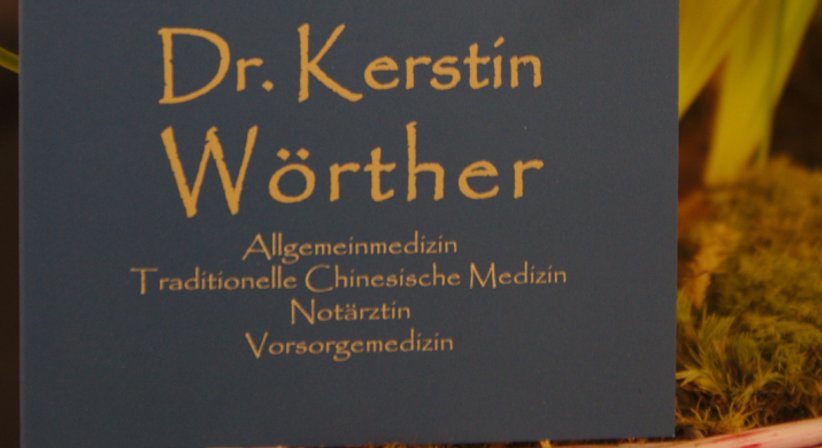 Dr. Kerstin
Wörther
Allgemeinmedizin
Traditionelle Chinesische Medizin
Notärztin
Vorsorgemedizin